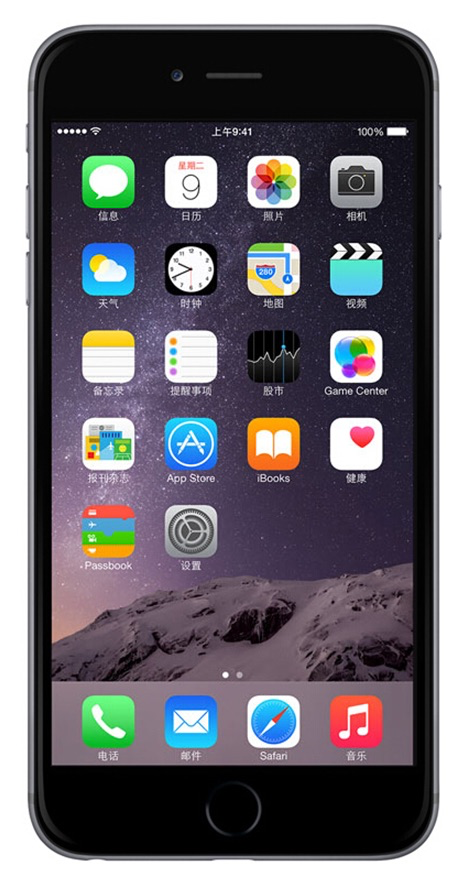 上午9:41 100%
星期二
9
信息 日历 照片 相机
280
天气 时钟 地图 视频
备忘录 提醒事项 股市 Game Center
报刊杂志 App Store iBooks 健康
Passbook 设置
电话 邮件 Safari 音乐